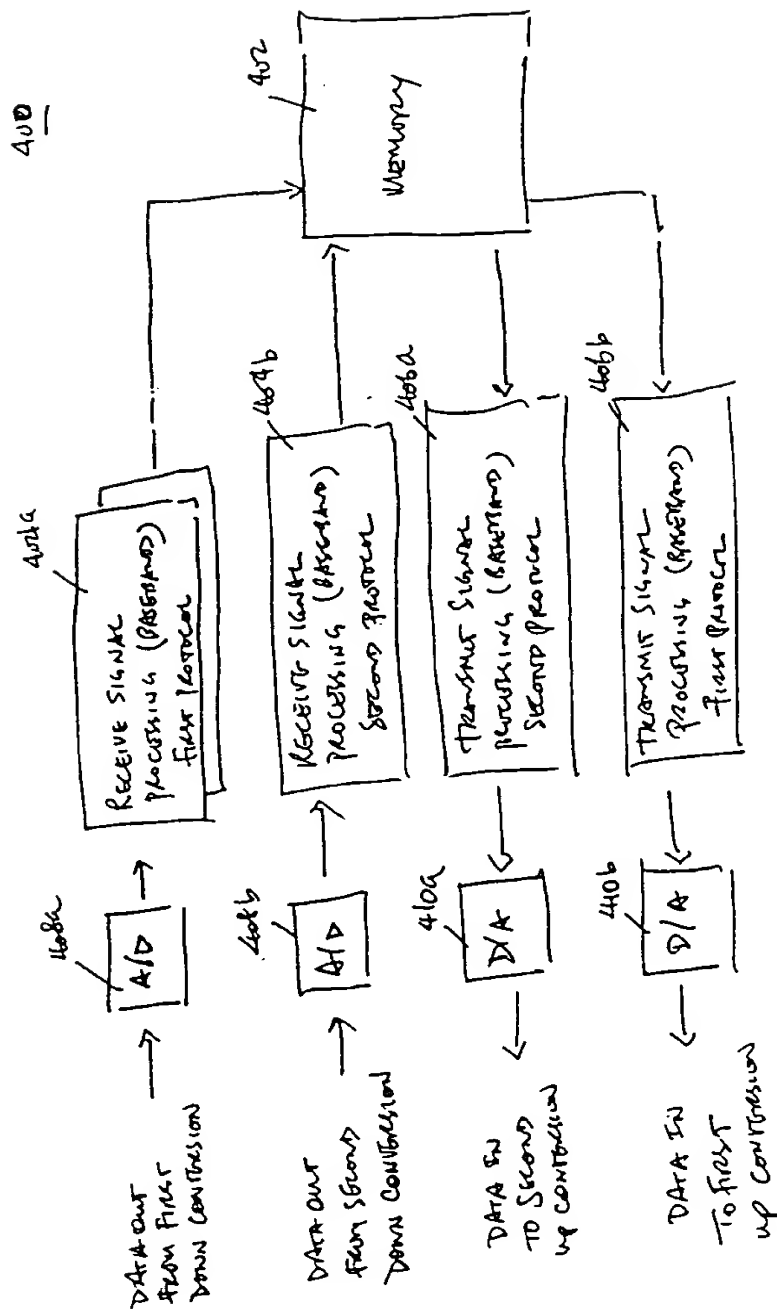 400
DATA OUT
FROM FIRST
DOWN CONVERSION
A/D
408a
RECEIVE SIGNAL
PROCESSING (BASEBAND)
FIRST PROTOCOL
404a
MEMORY
402
DATA OUT
FROM SECOND
DOWN CONVERSION
A/D
408b
RECEIVE SIGNAL
PROCESSING (BASEBAND)
SECOND PROTOCOL
404b
DATA IN
TO SECOND
UP CONVERSION
D/A
410a
TRANSMIT SIGNAL
PROCESSING (BASEBAND)
SECOND PROTOCOL
406a
DATA IN
TO FIRST
UP CONVERSION
D/A
410b
TRANSMIT SIGNAL
PROCESSING (BASEBAND)
FIRST PROTOCOL
406b